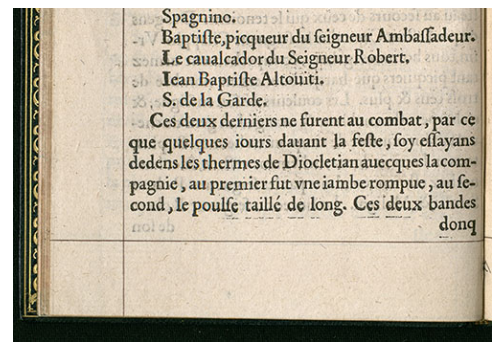 Spagnino.
Baptiſte,picqueur du ſeigneur Ambaſſadeur.
Le caualcador du Seigneur Robert.
Iean Baptiſte Altouiti.
S. de la Garde.
Ces deux derniers ne furent au combat, par ce
que quelques iours dauant la feſte, ſoy eſſayans
dedens les thermes de Diocletian auecques la com-
pagnie, au premier fut vne iambe rompue, au ſe-
cond, le poulſe taillé de long. Ces deux bandes
donq